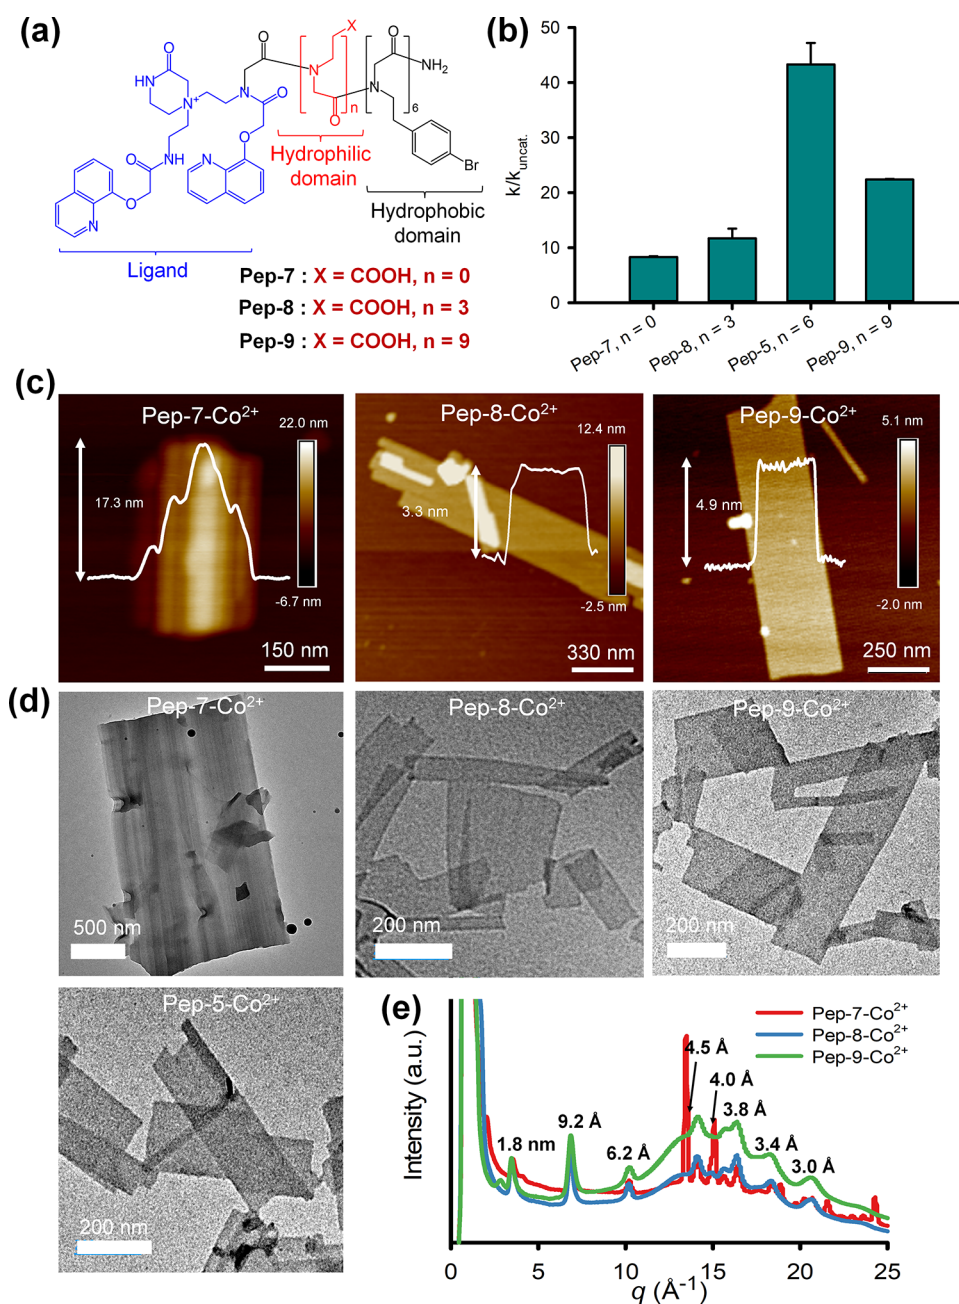 (a)
X
O
O
N
n
O
NH2
N
6
O
HN
N+
N
O
O
NH
O
O
N
N
Br
Hydrophilic
domain
Hydrophobic
domain
Ligand
Pep-7 : X = COOH, n = 0
Pep-8 : X = COOH, n = 3
Pep-9 : X = COOH, n = 9
(b)
k/kuncat.
50
40
30
20
10
0
Pep-7, n = 0
Pep-8, n = 3
Pep-5, n = 6
Pep-9, n = 9
(c)
Pep-7-Co2+
22.0 nm
17.3 nm
-6.7 nm
150 nm
Pep-8-Co2+
12.4 nm
3.3 nm
-2.5 nm
330 nm
Pep-9-Co2+
5.1 nm
4.9 nm
-2.0 nm
250 nm
(d)
Pep-7-Co2+
500 nm
Pep-8-Co2+
200 nm
Pep-9-Co2+
200 nm
Pep-5-Co2+
200 nm
(e)
Intensity (a.u.)
Pep-7-Co2+
Pep-8-Co2+
Pep-9-Co2+
1.8 nm
9.2 Å
6.2 Å
4.5 Å
4.0 Å
3.8 Å
3.4 Å
3.0 Å
0
5
10
15
20
25
q (Å-1)